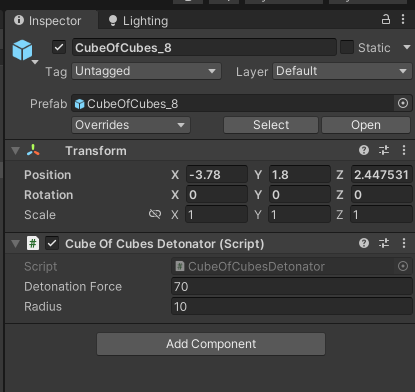 Inspector Lighting
CubeOfCubes_8 Static
Tag Untagged Layer Default
Prefab CubeOfCubes_8
Overrides Select Open
Transform
Position X -3.78 Y 1.8 Z 2.447531
Rotation X 0 Y 0 Z 0
Scale X 1 Y 1 Z 1
# Cube Of Cubes Detonator (Script)
Script # CubeOfCubesDetonator
Detonation Force 70
Radius 10
Add Component